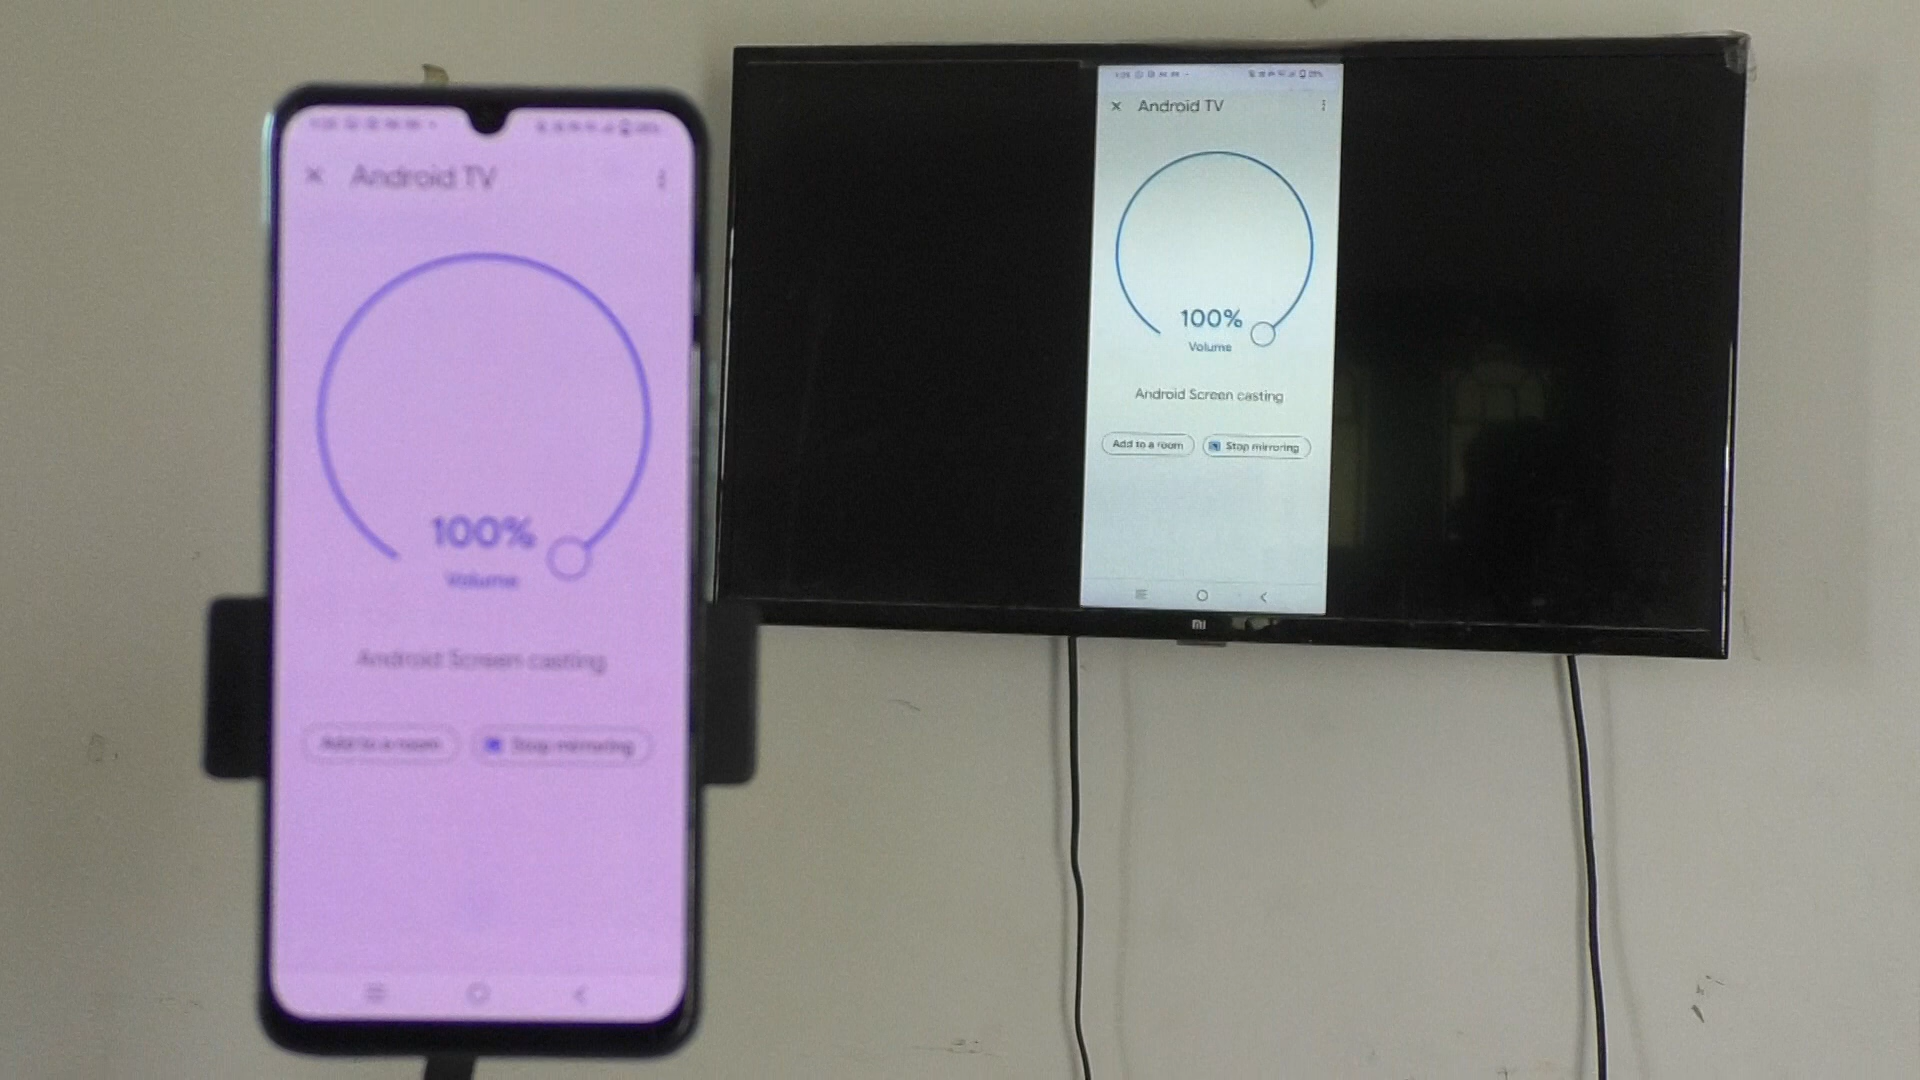 Android TV
100%
Volume
Android Screen casting
Add to a room
Stop mirroring
Android TV
100%
Volume
Android Screen casting
Add to a room
Stop mirroring
mi